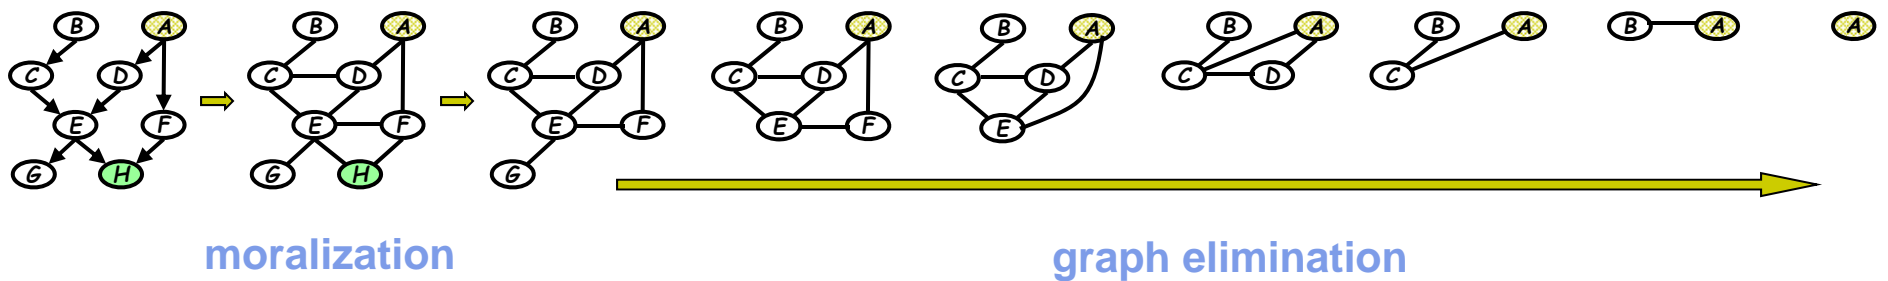 B A B A B A B A B A B A B A B A A
C D C D C D C D C D C D C
E F E F E F E F E
G H G H G
moralization
graph elimination